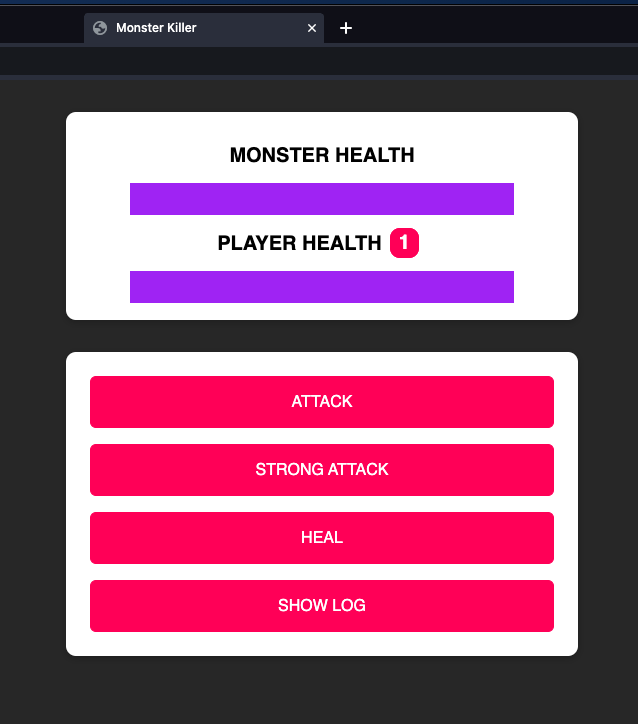 Monster Killer
MONSTER HEALTH
PLAYER HEALTH 1
ATTACK
STRONG ATTACK
HEAL
SHOW LOG